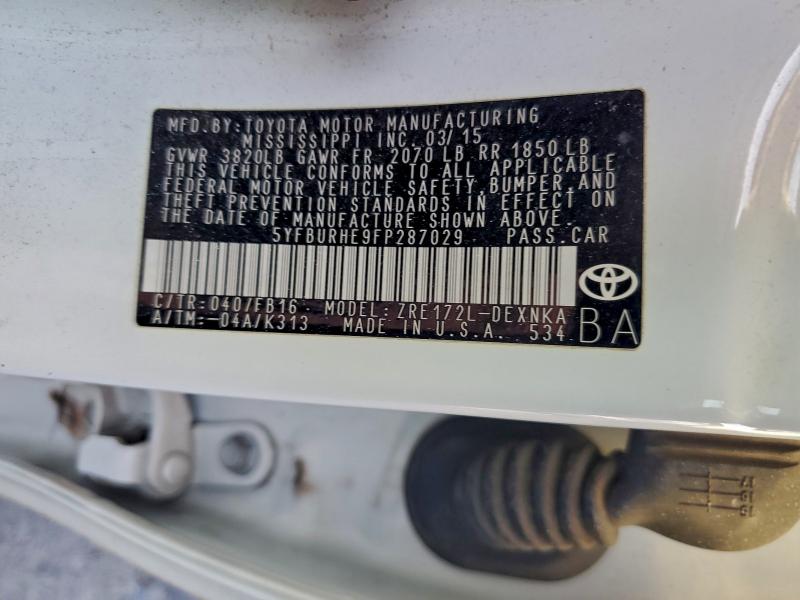 MFD.BY:TOYOTA MOTOR MANUFACTURING
MISSISSIPPI INC. 03/15
GVWR 3820LB GAWR FR 2070 LB RR 1850 LB
THIS VEHICLE CONFORMS TO ALL APPLICABLE
FEDERAL MOTOR VEHICLE SAFETY, BUMPER, AND
THEFT PREVENTION STANDARDS IN EFFECT ON
THE DATE OF MANUFACTURE SHOWN ABOVE.
5YFBURHE9FP287029 PASS.CAR
C/TR: 040/FB16 MODEL: ZRE172L-DEXNKA
A/TM:-04A/K313 MADE IN U.S.A. 534
BA